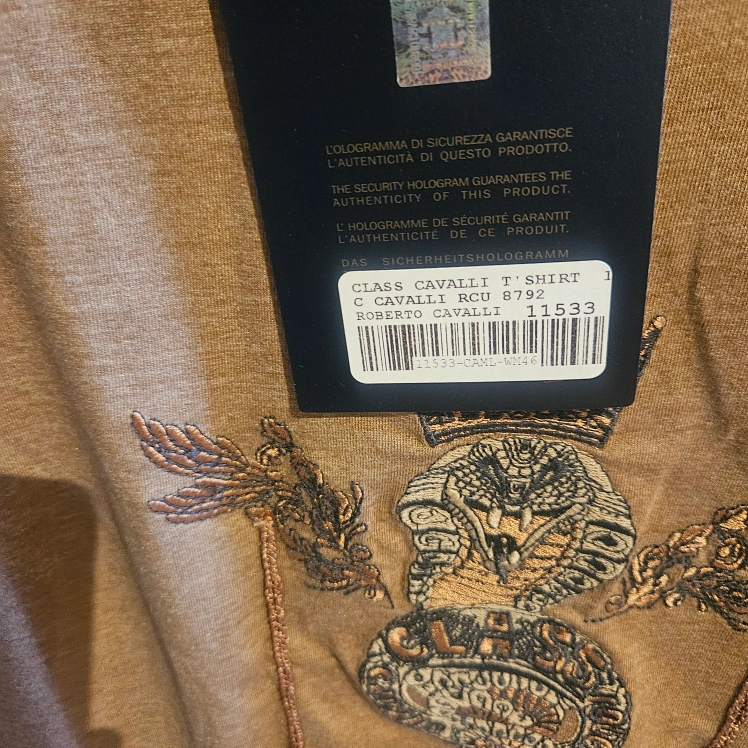 L'OLOGRAMMA DI SICUREZZA GARANTISCE
L'AUTENTICITÀ DI QUESTO PRODOTTO.
THE SECURITY HOLOGRAM GUARANTEES THE
AUTHENTICITY OF THIS PRODUCT.
L' HOLOGRAMME DE SÉCURITÉ GARANTIT
L'AUTHENTICITÉ DE CE PRODUIT.
DAS SICHERHEITSHOLOGRAMM
CLASS CAVALLI T'SHIRT 1
C CAVALLI RCU 8792
ROBERTO CAVALLI 11533
11533-CAML-WM46
CLASS